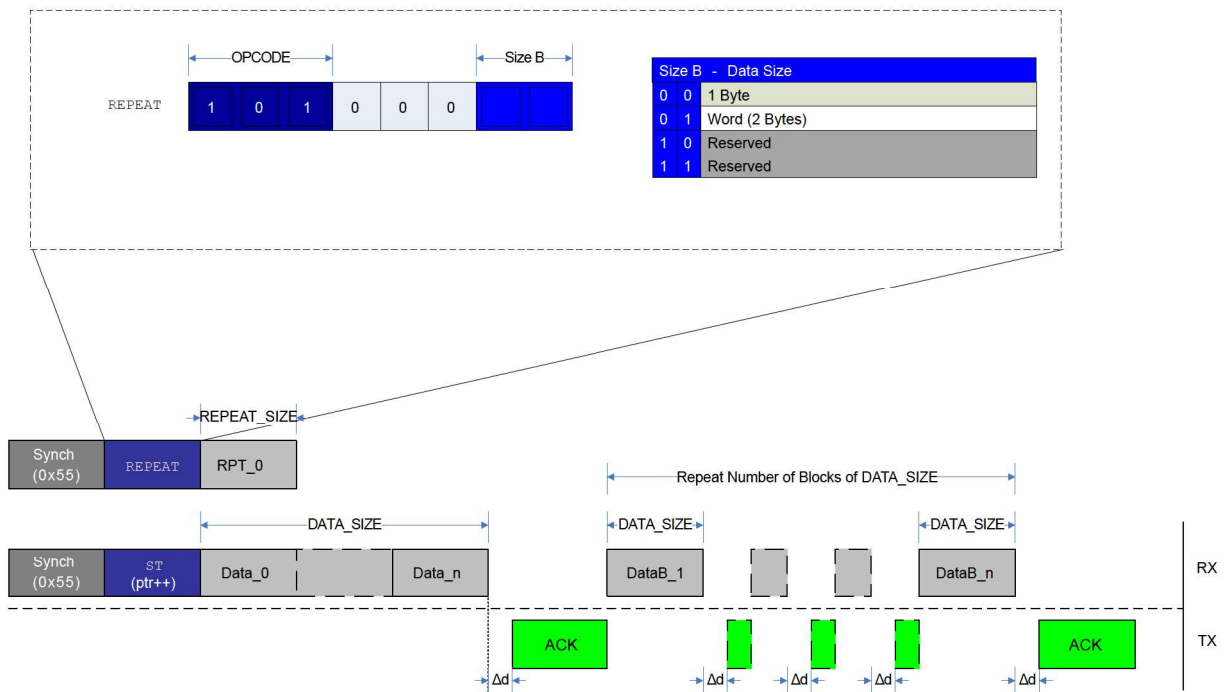 OPCODE
Size B
REPEAT
1 0 1 0 0 0
Size B - Data Size
0 0 1 Byte
0 1 Word (2 Bytes)
1 0 Reserved
1 1 Reserved
REPEAT_SIZE
Synch
(0x55)
REPEAT
RPT_0
Repeat Number of Blocks of DATA_SIZE
DATA_SIZE
DATA_SIZE
DATA_SIZE
Synch
(0x55)
ST
(ptr++)
Data_0
Data_n
DataB_1
DataB_n
RX
ACK
ACK
TX
Δd
Δd
Δd
Δd
Δd